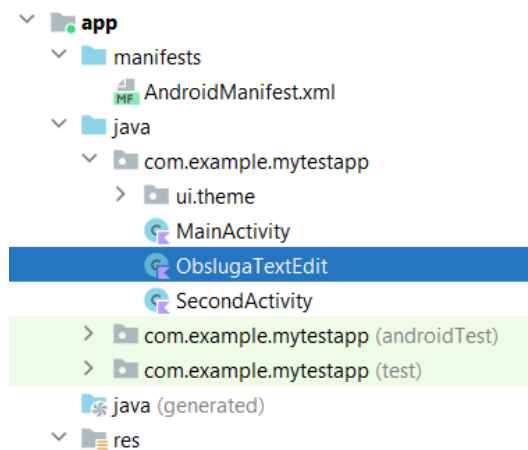 app
manifests
MF AndroidManifest.xml
java
com.example.mytestapp
ui.theme
MainActivity
ObslugaTextEdit
SecondActivity
com.example.mytestapp (androidTest)
com.example.mytestapp (test)
java (generated)
res